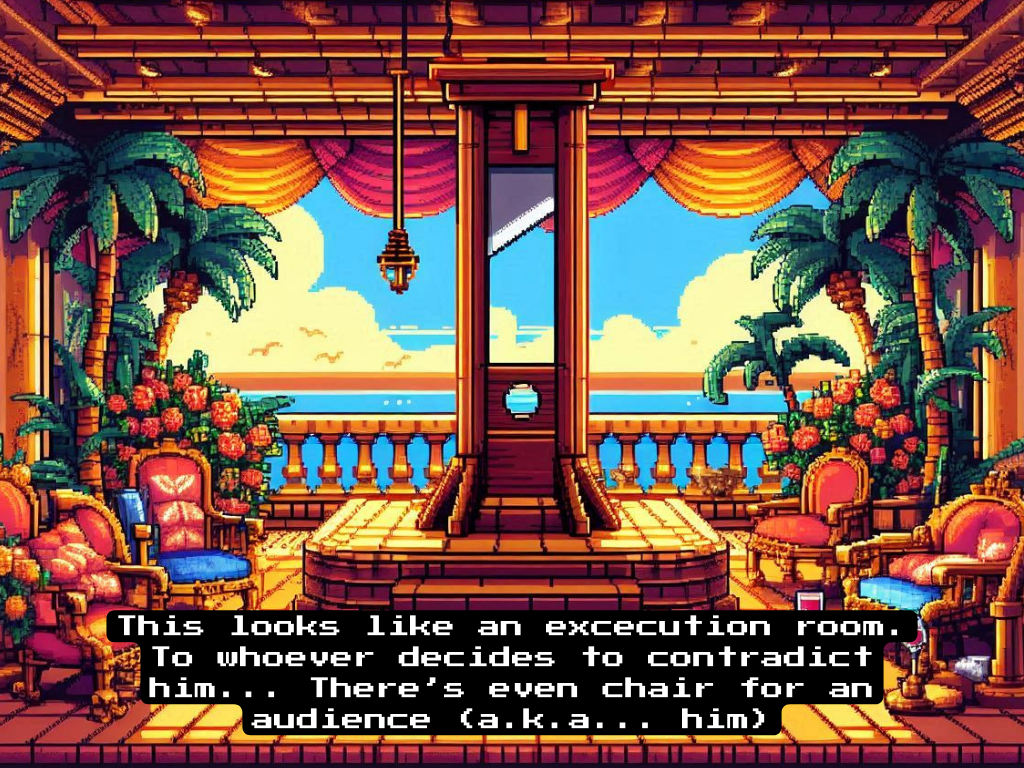 This looks like an excecution room.
To whoever decides to contradict
him... There's even chair for an
audience (a.k.a... him)